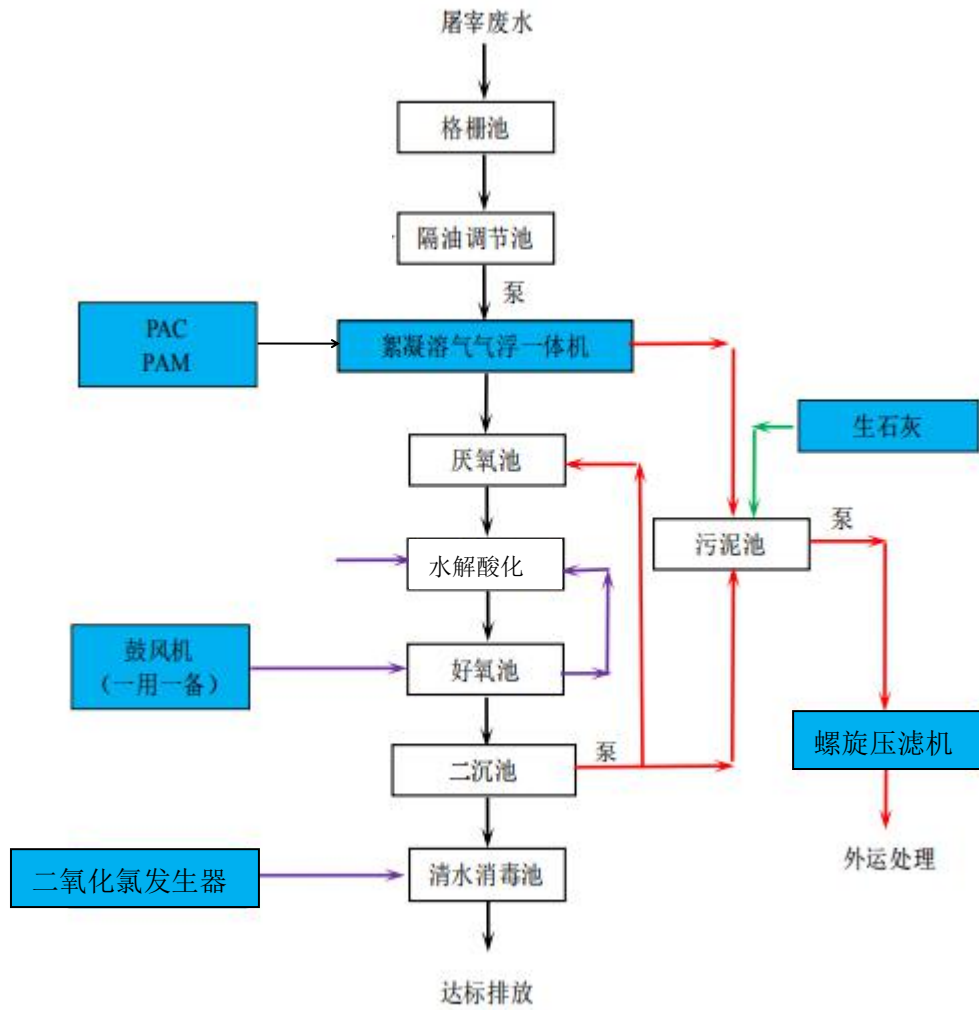 屠宰废水
格栅池
隔油调节池
泵
PAC
PAM
絮凝溶气气浮一体机
生石灰
厌氧池
泵
污泥池
水解酸化
鼓风机
（一用一备）
好氧池
螺旋压滤机
泵
二沉池
外运处理
二氧化氯发生器
清水消毒池
达标排放